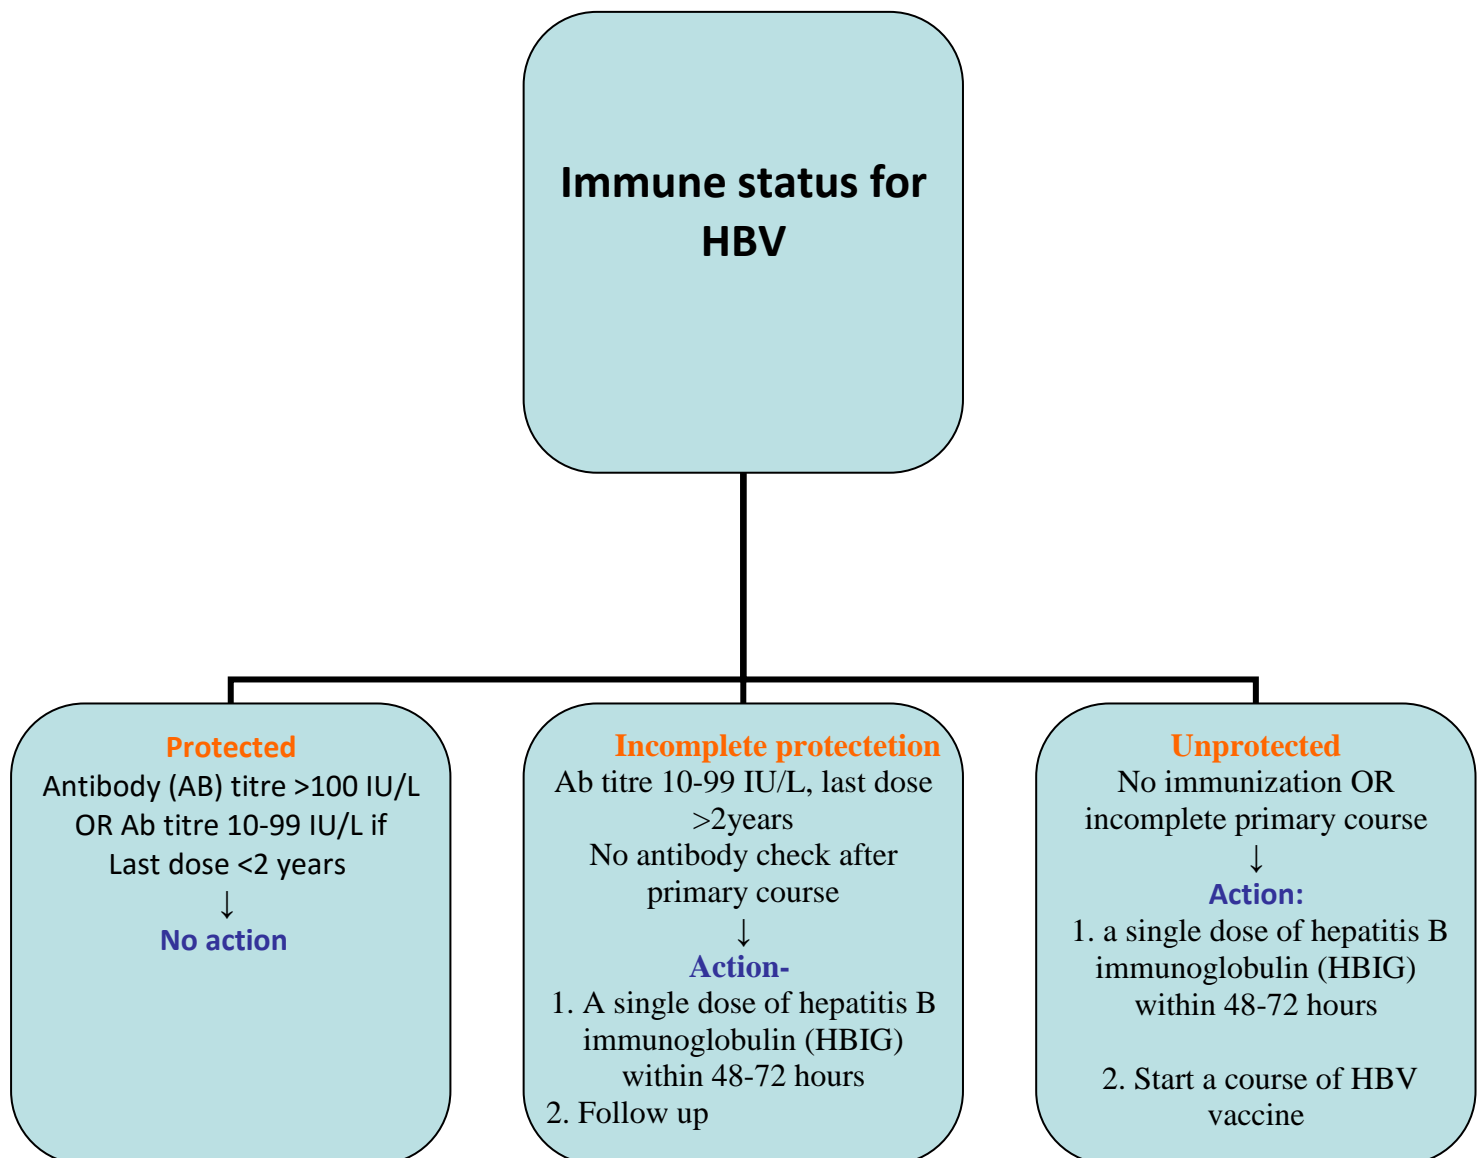 Immune status for
HBV
Protected
Antibody (AB) titre >100 IU/L
OR Ab titre 10-99 IU/L if
Last dose <2 years
↓
No action
Incomplete protectetion
Ab titre 10-99 IU/L, last dose
>2years
No antibody check after
primary course
↓
Action-
1. A single dose of hepatitis B
immunoglobulin (HBIG)
within 48-72 hours
2. Follow up
Unprotected
No immunization OR
incomplete primary course
↓
Action:
1. a single dose of hepatitis B
immunoglobulin (HBIG)
within 48-72 hours
2. Start a course of HBV
vaccine